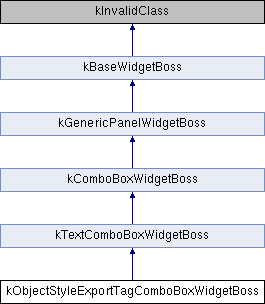 kInvalidClass
kBaseWidgetBoss
kGenericPanelWidgetBoss
kComboBoxWidgetBoss
kTextComboBoxWidgetBoss
kObjectStyleExportTagComboBoxWidgetBoss